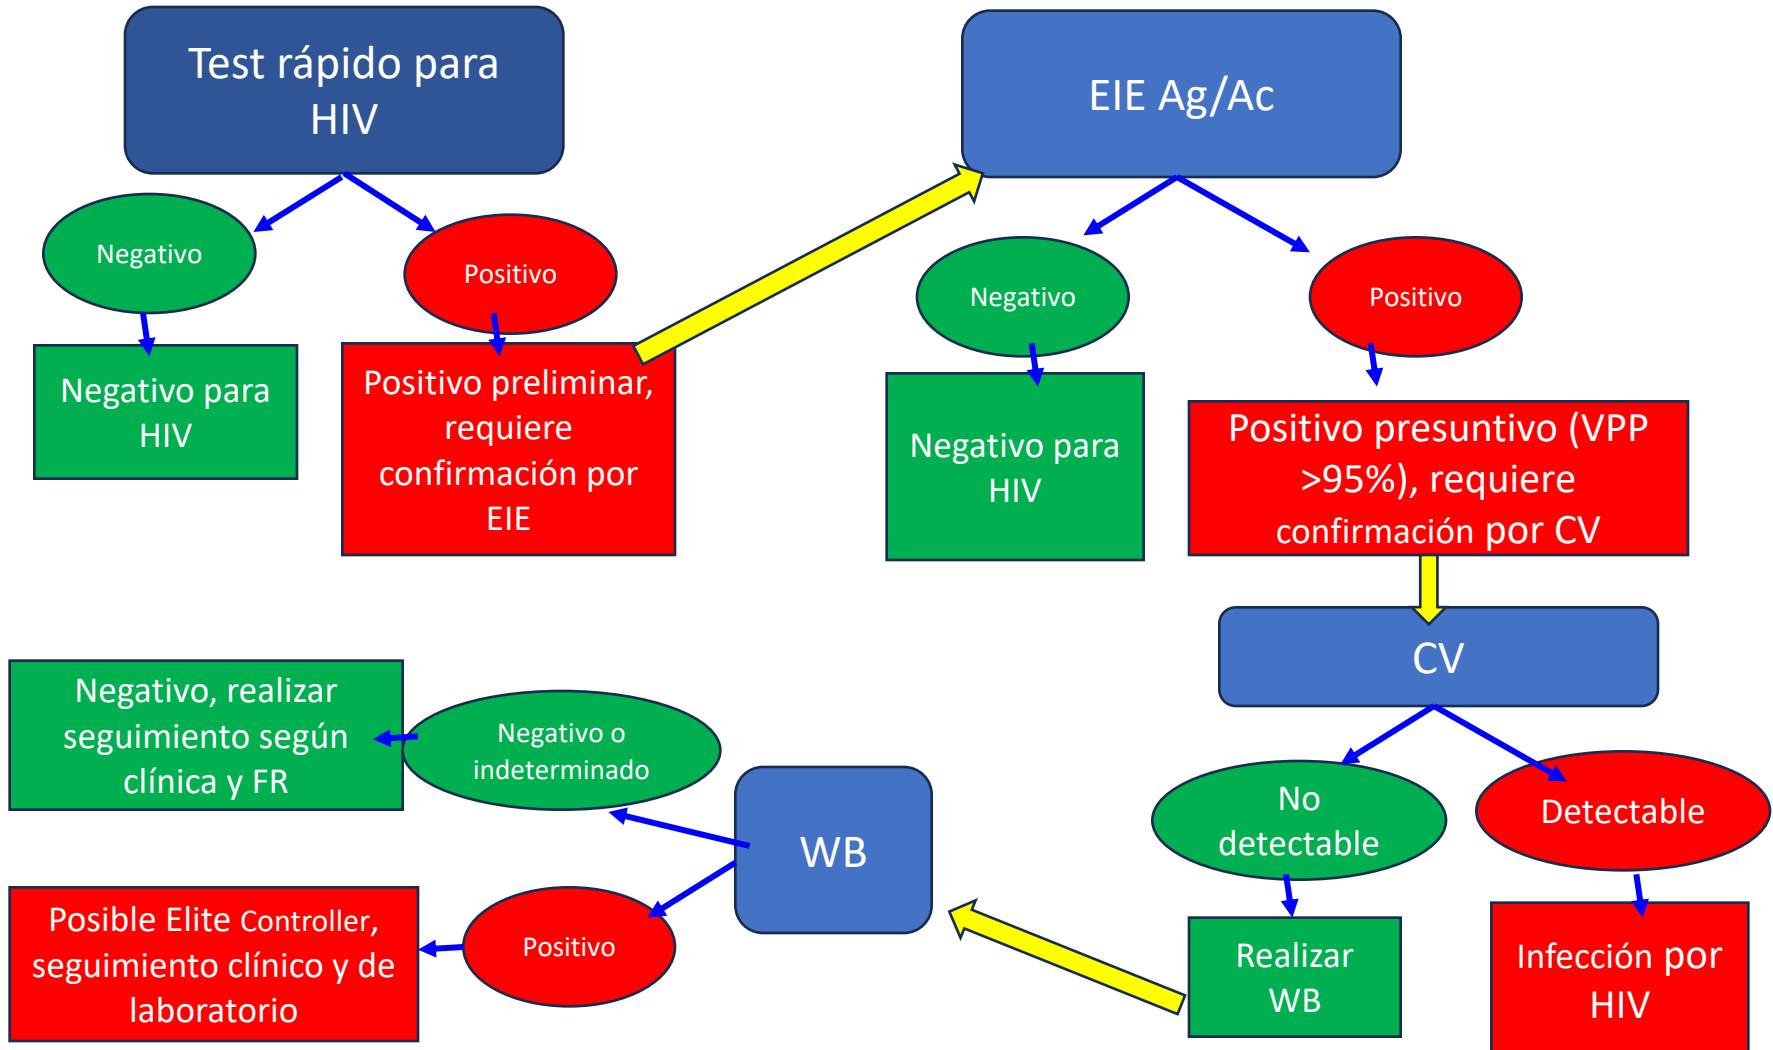 Test rápido para
HIV
EIE Ag/Ac
Negativo
Positivo
Negativo
Positivo
Negativo para
HIV
Positivo preliminar,
requiere
confirmación por
EIE
Negativo para
HIV
Positivo presuntivo (VPP
>95%), requiere
confirmación por CV
CV
No
detectable
Detectable
Realizar
WB
Infección por
HIV
WB
Negativo o
indeterminado
Negativo, realizar
seguimiento según
clínica y FR
Positivo
Posible Elite Controller,
seguimiento clínico y de
laboratorio